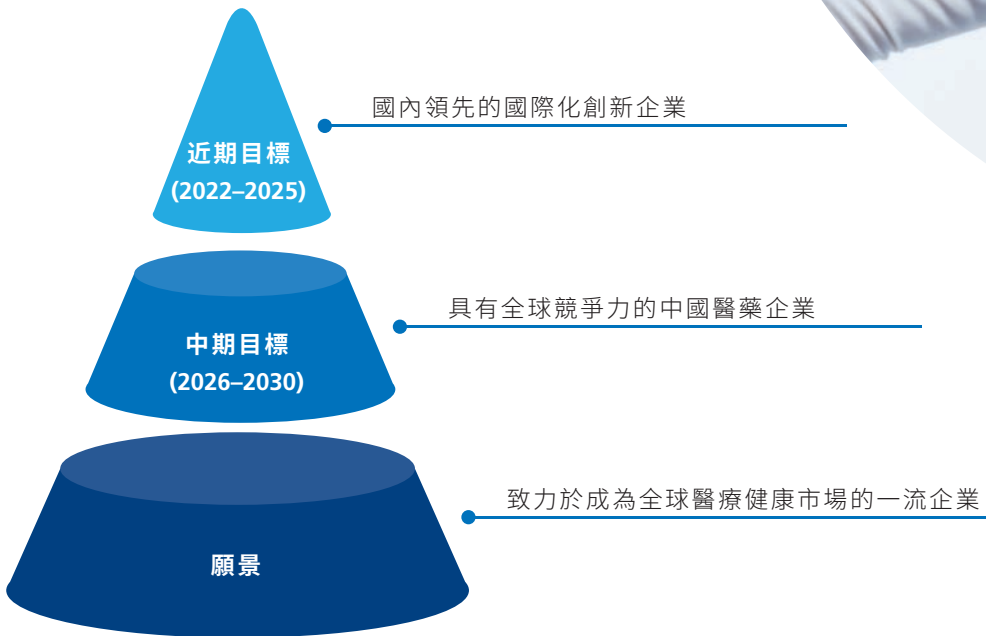 國內領先的國際化創新企業
近期目標
(2022–2025)
具有全球競爭力的中國醫藥企業
中期目標
(2026–2030)
致力於成為全球醫療健康市場的一流企業
願景